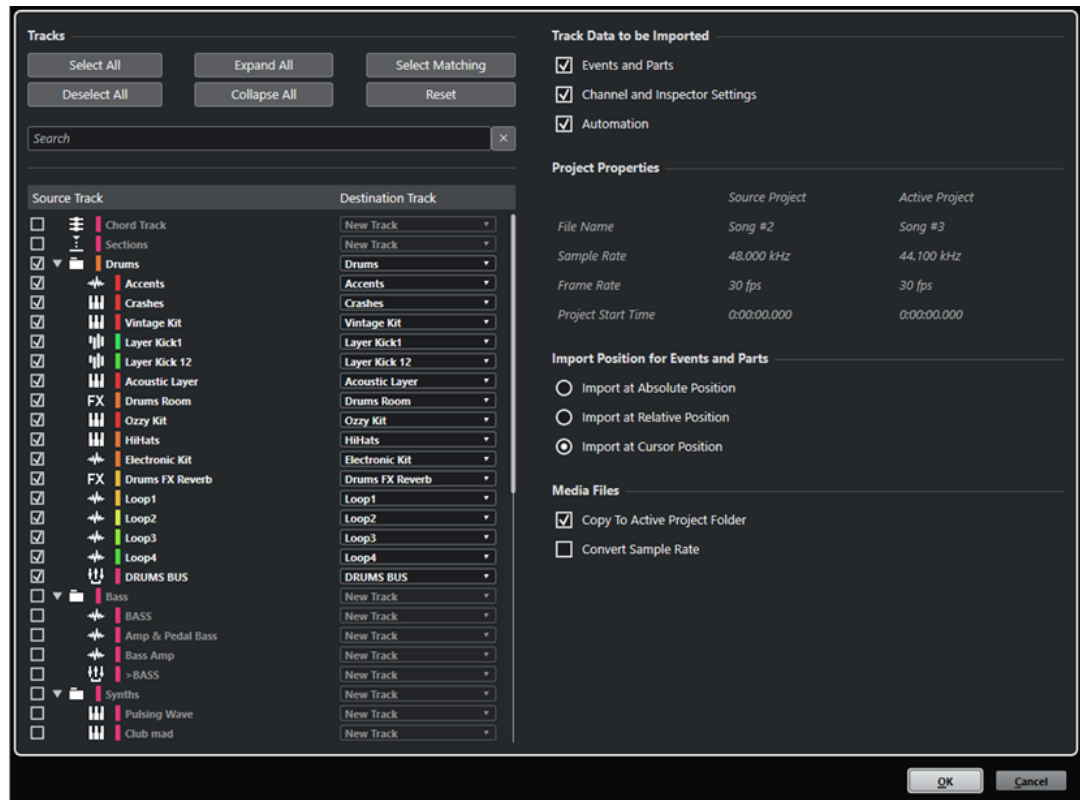 Tracks
Select All Expand All Select Matching
Deselect All Collapse All Reset
Search
Source Track Destination Track
Chord Track New Track
Sections New Track
Drums Drums
Accents Accents
Crashes Crashes
Vintage Kit Vintage Kit
Layer Kick1 Layer Kick1
Layer Kick 12 Layer Kick 12
Acoustic Layer Acoustic Layer
FX Drums Room Drums Room
Ozzy Kit Ozzy Kit
HiHats HiHats
Electronic Kit Electronic Kit
FX Drums FX Reverb Drums FX Reverb
Loop1 Loop1
Loop2 Loop2
Loop3 Loop3
Loop4 Loop4
DRUMS BUS DRUMS BUS
Bass New Track
BASS New Track
Amp & Pedal Bass New Track
Bass Amp New Track
>BASS New Track
Synths New Track
Pulsing Wave New Track
Club mad New Track
Track Data to be Imported
Events and Parts
Channel and Inspector Settings
Automation
Project Properties
Source Project Active Project
File Name Song #2 Song #3
Sample Rate 48.000 kHz 44.100 kHz
Frame Rate 30 fps 30 fps
Project Start Time 0:00:00.000 0:00:00.000
Import Position for Events and Parts
Import at Absolute Position
Import at Relative Position
Import at Cursor Position
Media Files
Copy To Active Project Folder
Convert Sample Rate
OK Cancel